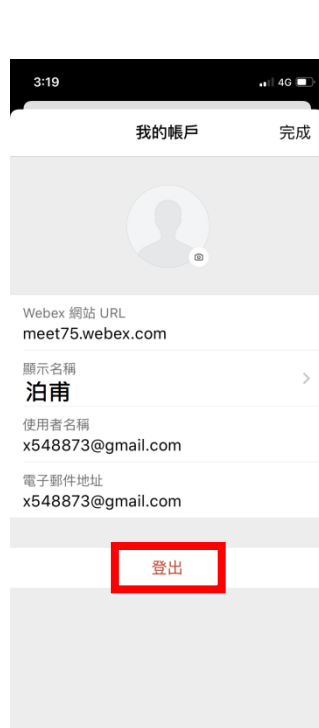 3:19 4G
我的帳戶 完成
Webex 網站 URL
meet75.webex.com
顯示名稱
泊甫
使用者名稱
x548873@gmail.com
電子郵件地址
x548873@gmail.com
登出